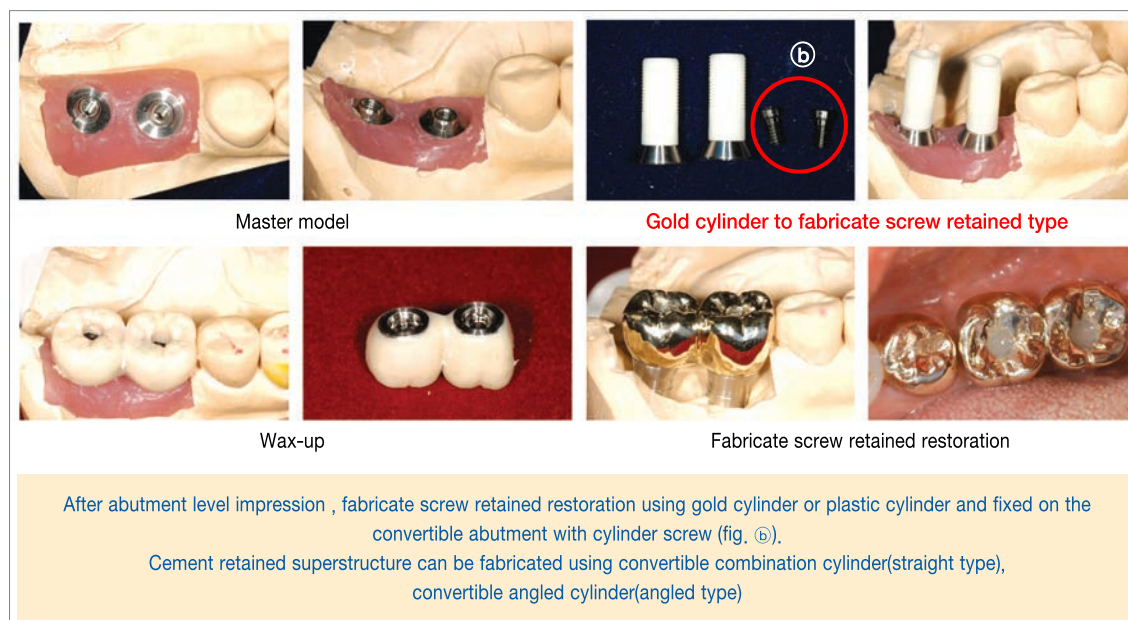 ⓑ
Master model
Gold cylinder to fabricate screw retained type
Wax-up
Fabricate screw retained restoration
After abutment level impression , fabricate screw retained restoration using gold cylinder or plastic cylinder and fixed on the
convertible abutment with cylinder screw (fig. ⓑ).
Cement retained superstructure can be fabricated using convertible combination cylinder(straight type),
convertible angled cylinder(angled type)